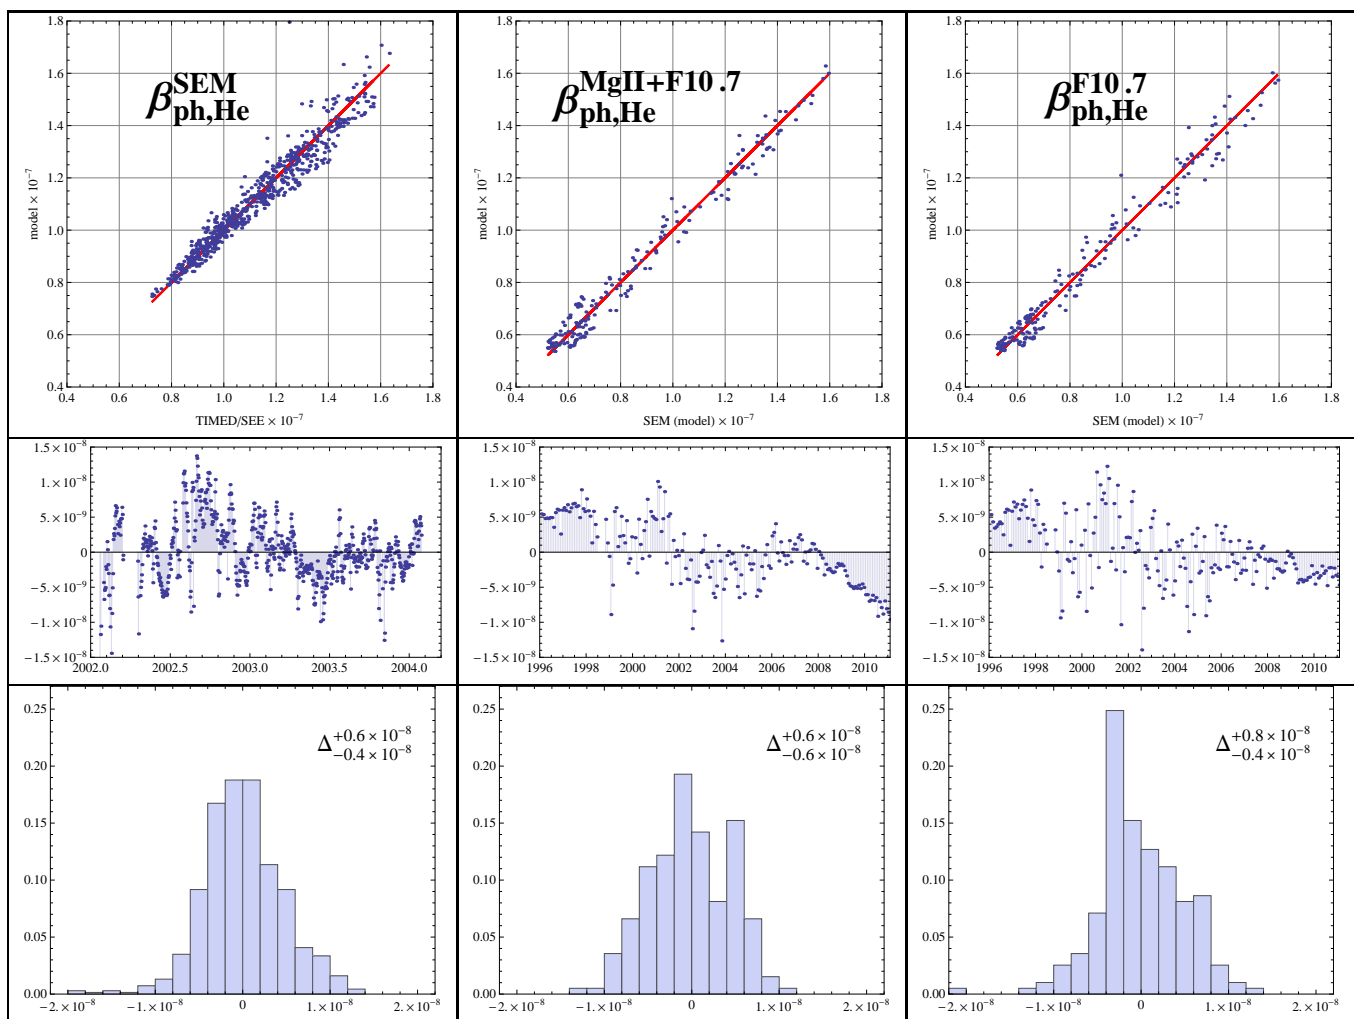 β^SEM_ph,He
model × 10^−7
1.8
1.6
1.4
1.2
1.0
0.8
0.6
0.4
0.4 0.6 0.8 1.0 1.2 1.4 1.6 1.8
TIMED/SEE × 10^−7
β^MgII+F10.7_ph,He
model × 10^−7
1.8
1.6
1.4
1.2
1.0
0.8
0.6
0.4
0.4 0.6 0.8 1.0 1.2 1.4 1.6 1.8
SEM (model) × 10^−7
β^F10.7_ph,He
model × 10^−7
1.8
1.6
1.4
1.2
1.0
0.8
0.6
0.4
0.4 0.6 0.8 1.0 1.2 1.4 1.6 1.8
SEM (model) × 10^−7
1.5 × 10^−8
1. × 10^−8
5. × 10^−9
0
−5. × 10^−9
−1. × 10^−8
−1.5 × 10^−8
2002.0 2002.5 2003.0 2003.5 2004.0
1.5 × 10^−8
1. × 10^−8
5. × 10^−9
0
−5. × 10^−9
−1. × 10^−8
−1.5 × 10^−8
1996 1998 2000 2002 2004 2006 2008 2010
1.5 × 10^−8
1. × 10^−8
5. × 10^−9
0
−5. × 10^−9
−1. × 10^−8
−1.5 × 10^−8
1996 1998 2000 2002 2004 2006 2008 2010
Δ^+0.6 × 10^−8_−0.4 × 10^−8
0.25
0.20
0.15
0.10
0.05
0.00
−2. × 10^−8 −1. × 10^−8 0 1. × 10^−8 2. × 10^−8
Δ^+0.6 × 10^−8_−0.6 × 10^−8
0.25
0.20
0.15
0.10
0.05
0.00
−2. × 10^−8 −1. × 10^−8 0 1. × 10^−8 2. × 10^−8
Δ^+0.8 × 10^−8_−0.4 × 10^−8
0.25
0.20
0.15
0.10
0.05
0.00
−2. × 10^−8 −1. × 10^−8 0 1. × 10^−8 2. × 10^−8